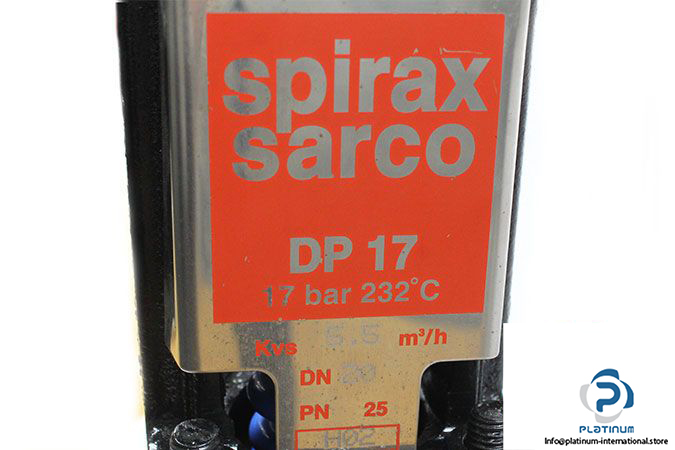 spirax
sarco
DP 17
17 bar 232°C
Kvs 5.5 m³/h
DN 20
PN 25
H02
PLATINUM
Info@platinum-international.store